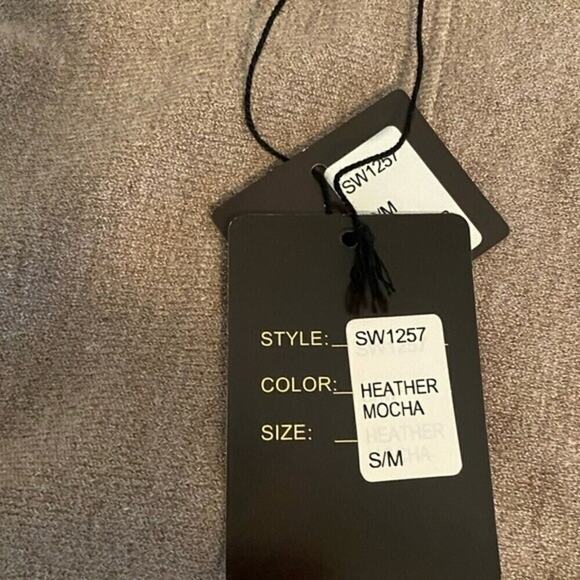 SW1257
S/M
STYLE: SW1257
COLOR: HEATHER
MOCHA
SIZE: S/M